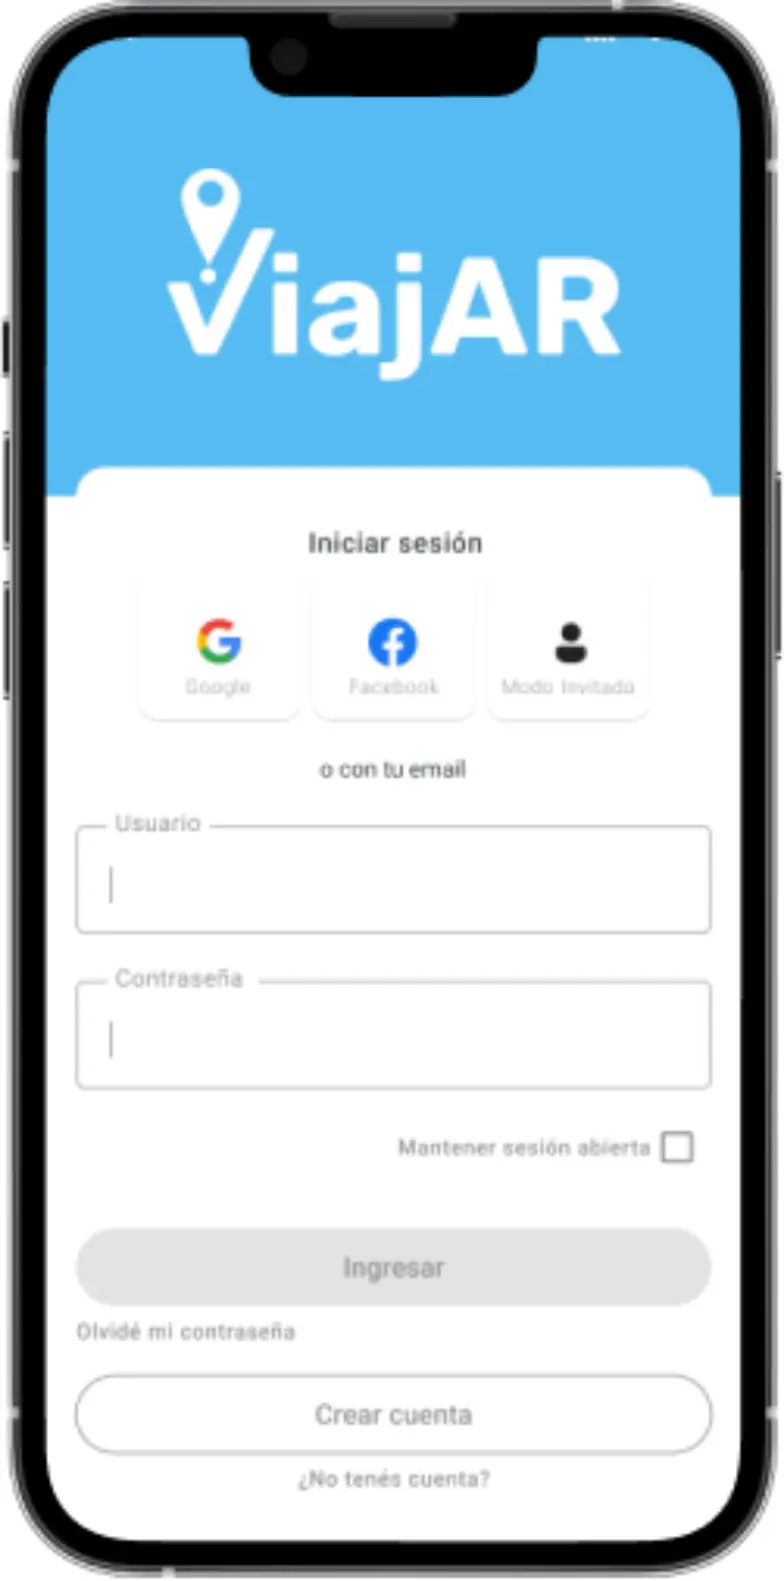 ViajAR
Iniciar sesión
Google Facebook Modo Invitado
o con tu email
Usuario
Contraseña
Mantener sesión abierta
Ingresar
Olvidé mi contraseña
Crear cuenta
¿No tenés cuenta?